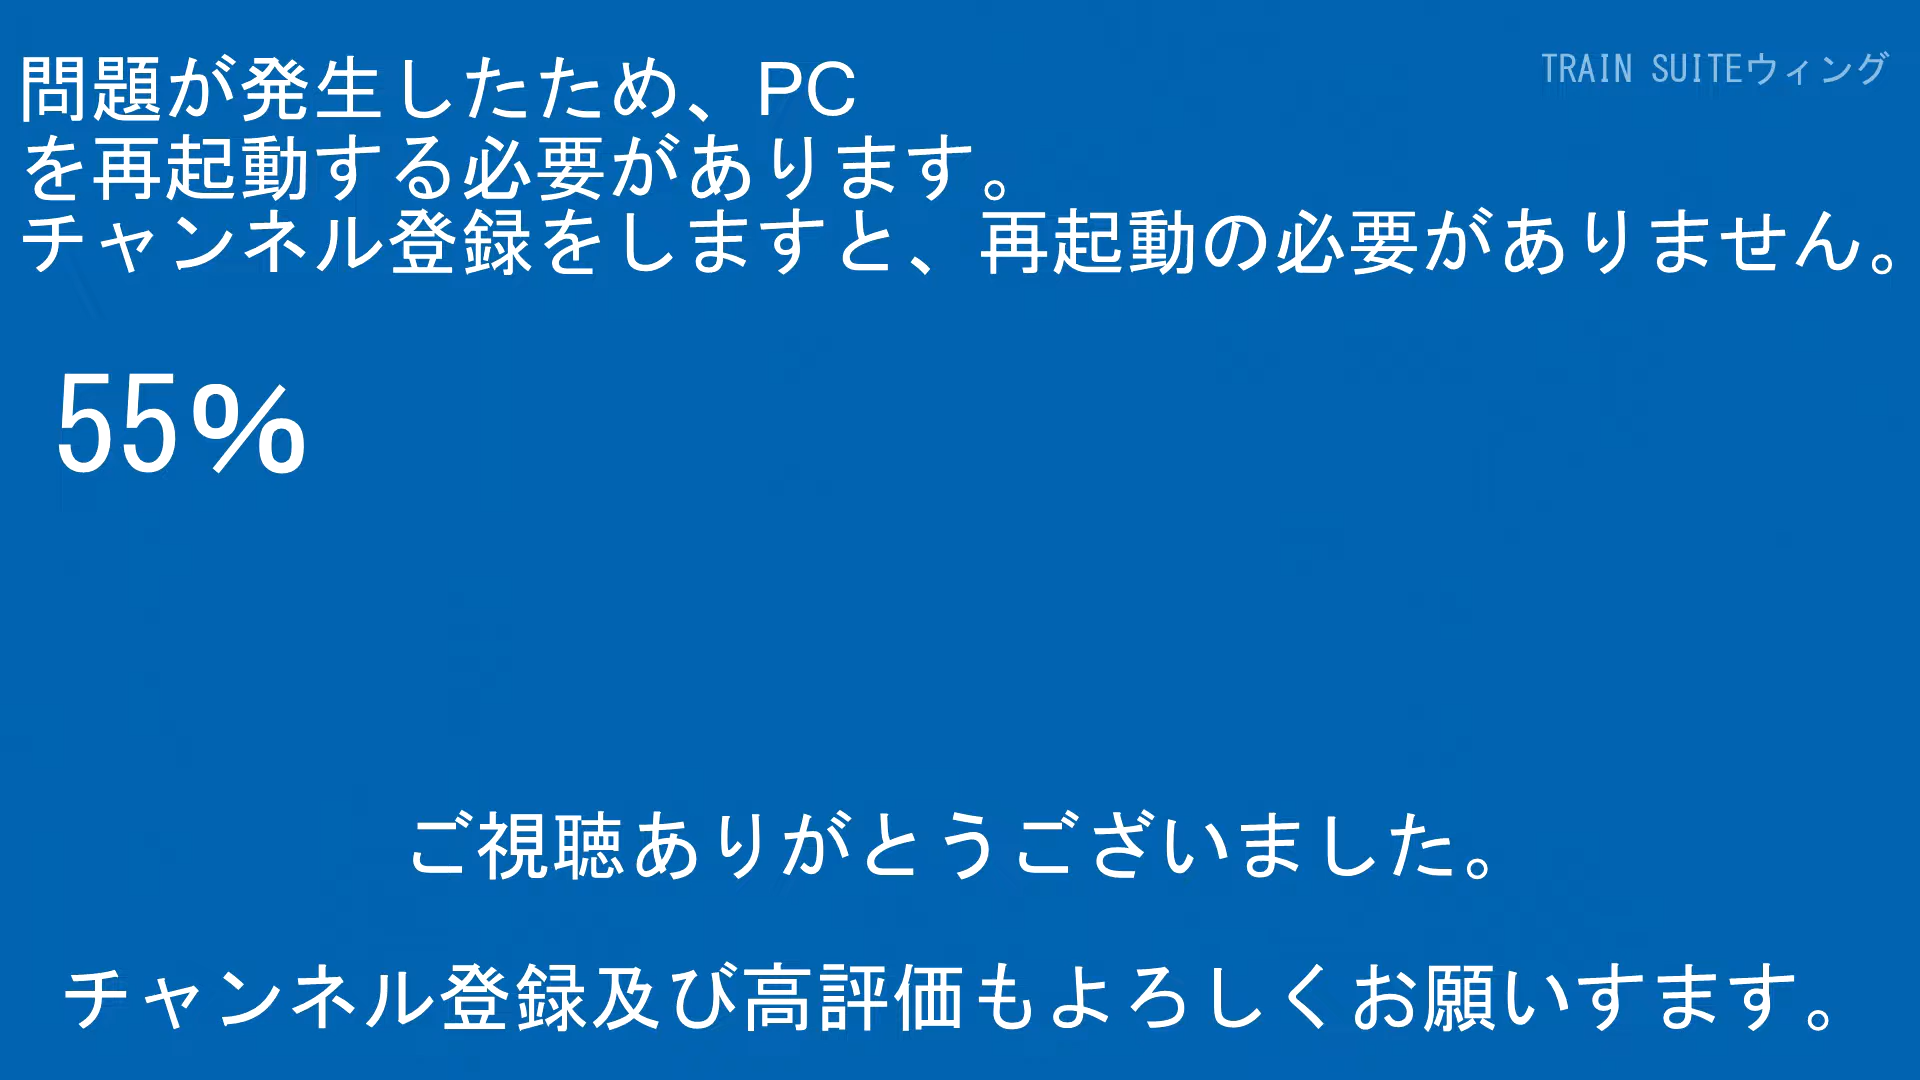 TRAIN SUITEウィング
問題が発生したため、PC
を再起動する必要があります。
チャンネル登録をしますと、再起動の必要がありません。
55%
ご視聴ありがとうございました。
チャンネル登録及び高評価もよろしくお願いすます。